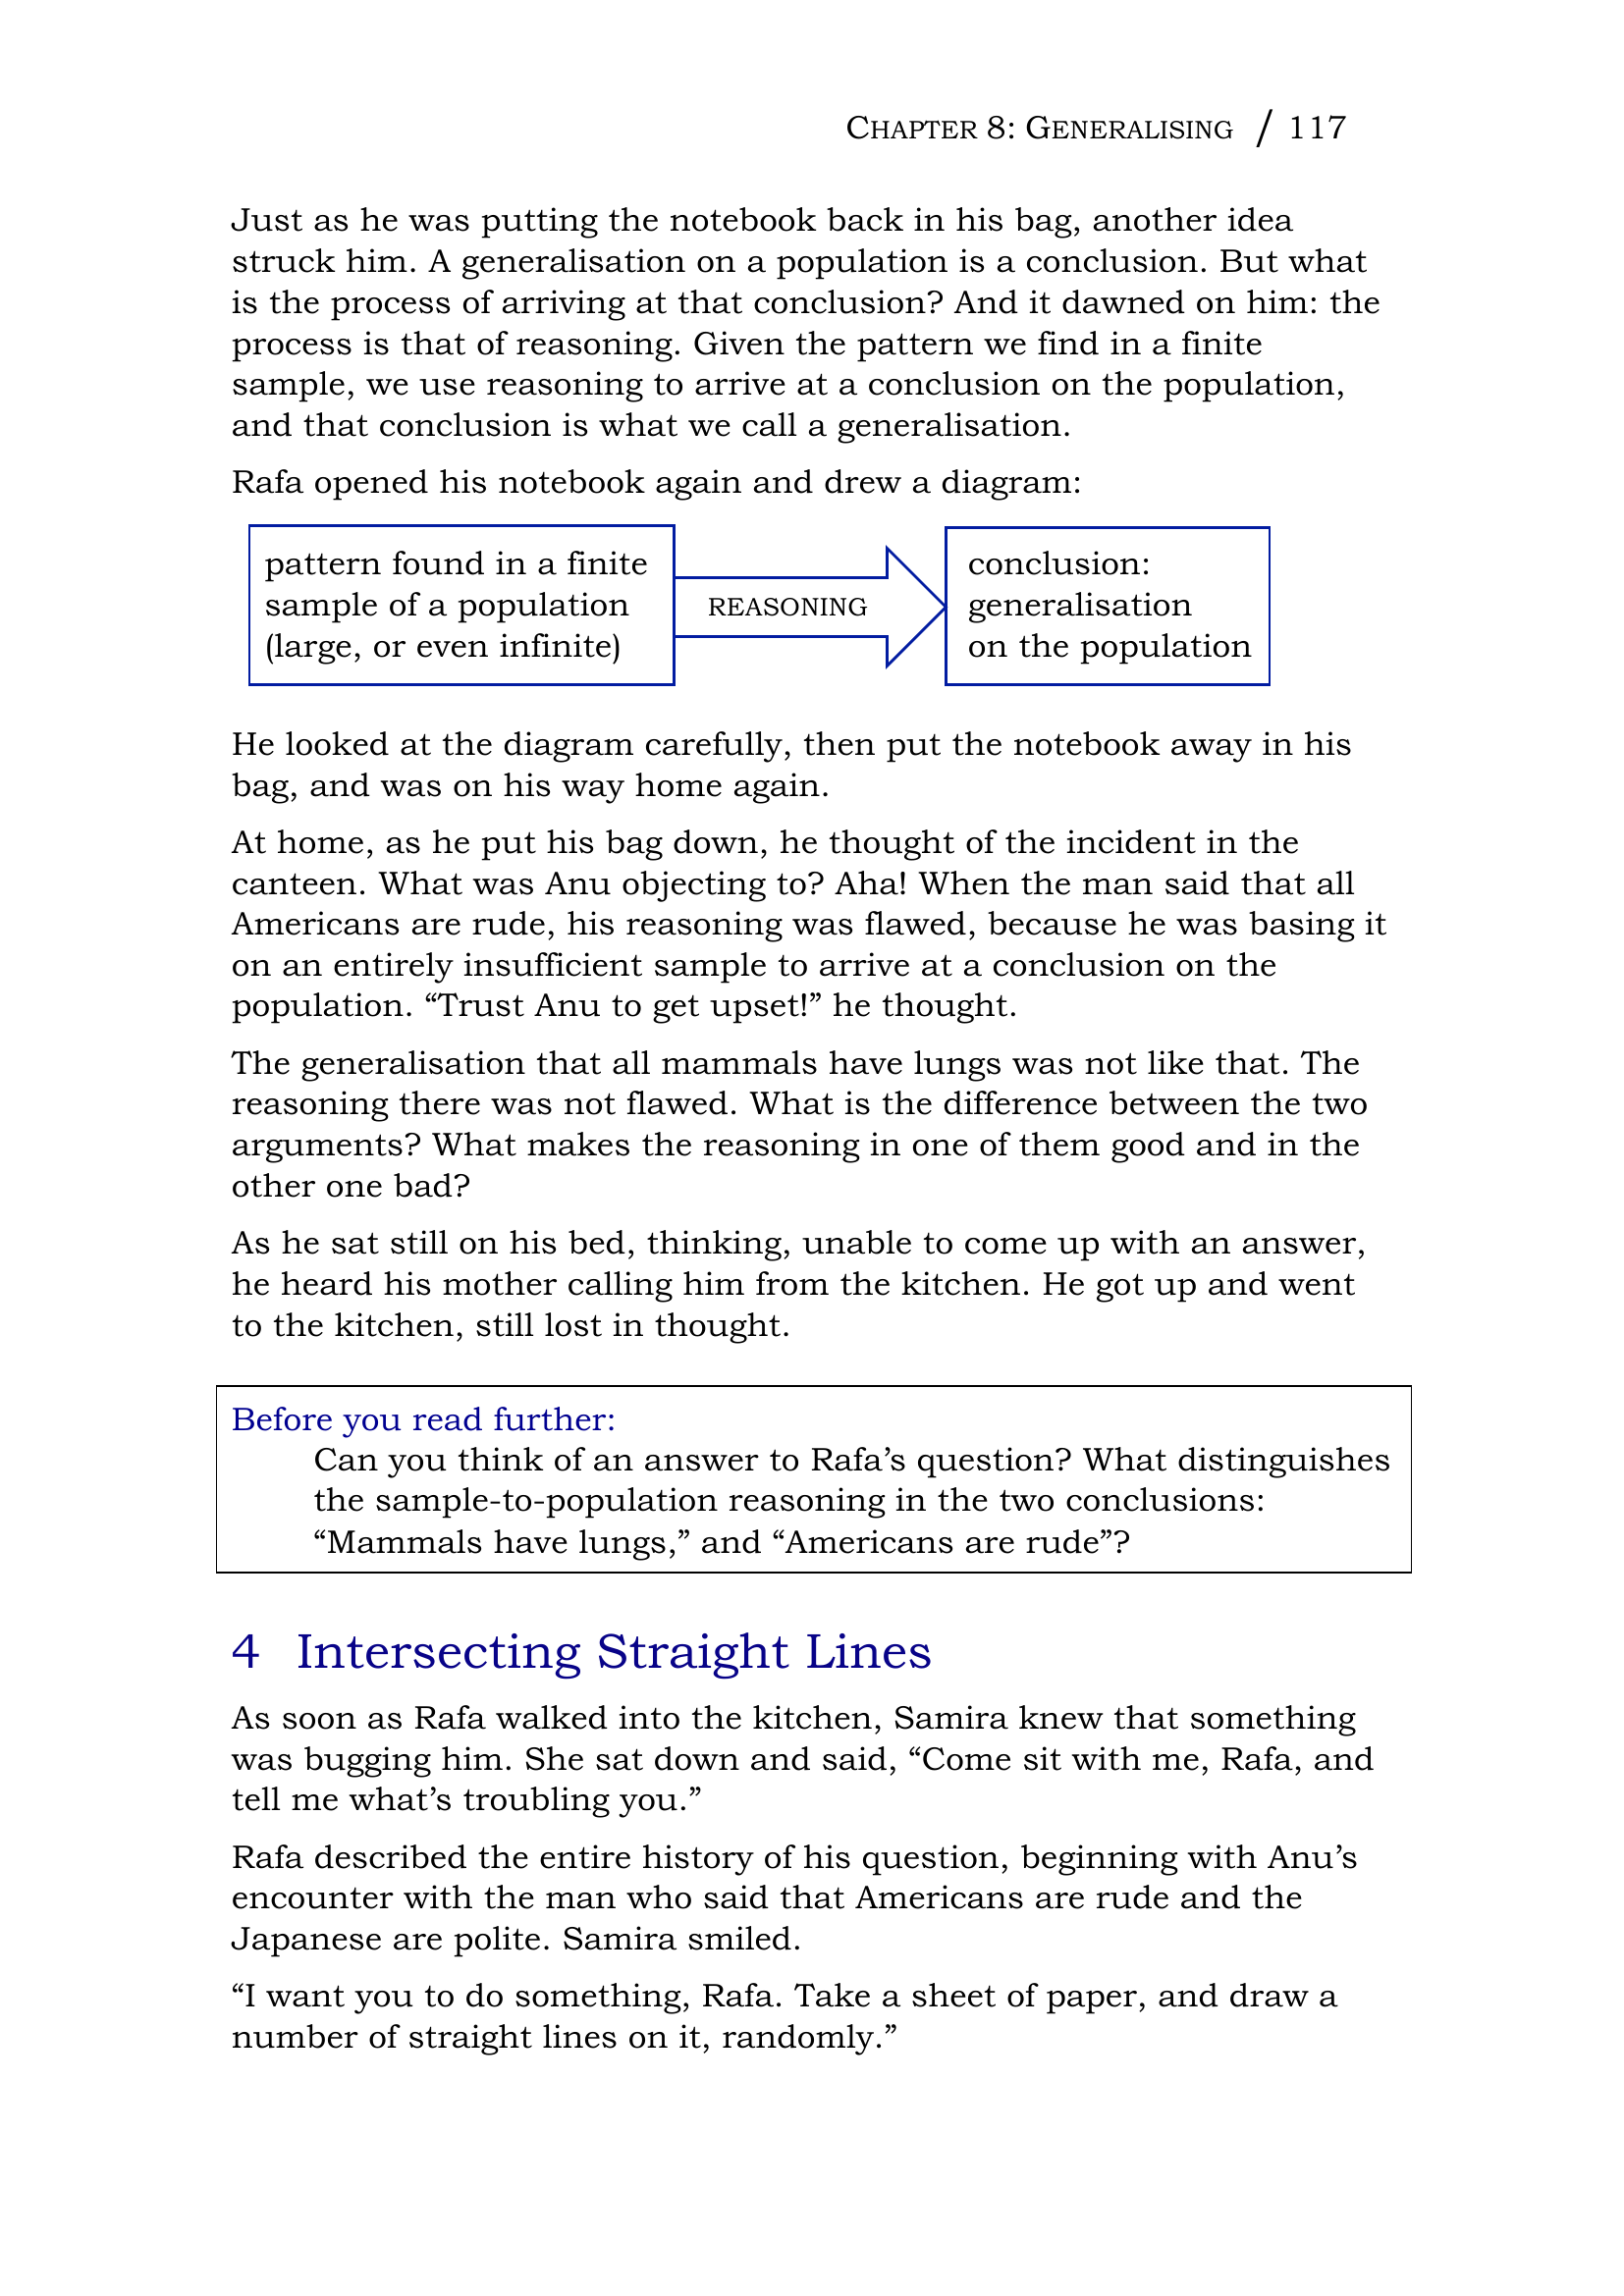 CHAPTER 8: GENERALISING / 117
Just as he was putting the notebook back in his bag, another idea
struck him. A generalisation on a population is a conclusion. But what
is the process of arriving at that conclusion? And it dawned on him: the
process is that of reasoning. Given the pattern we find in a finite
sample, we use reasoning to arrive at a conclusion on the population,
and that conclusion is what we call a generalisation.
Rafa opened his notebook again and drew a diagram:
pattern found in a finite
sample of a population
(large, or even infinite)
REASONING
conclusion:
generalisation
on the population
He looked at the diagram carefully, then put the notebook away in his
bag, and was on his way home again.
At home, as he put his bag down, he thought of the incident in the
canteen. What was Anu objecting to? Aha! When the man said that all
Americans are rude, his reasoning was flawed, because he was basing it
on an entirely insufficient sample to arrive at a conclusion on the
population. “Trust Anu to get upset!” he thought.
The generalisation that all mammals have lungs was not like that. The
reasoning there was not flawed. What is the difference between the two
arguments? What makes the reasoning in one of them good and in the
other one bad?
As he sat still on his bed, thinking, unable to come up with an answer,
he heard his mother calling him from the kitchen. He got up and went
to the kitchen, still lost in thought.
Before you read further:
Can you think of an answer to Rafa’s question? What distinguishes
the sample-to-population reasoning in the two conclusions:
“Mammals have lungs,” and “Americans are rude”?
4 Intersecting Straight Lines
As soon as Rafa walked into the kitchen, Samira knew that something
was bugging him. She sat down and said, “Come sit with me, Rafa, and
tell me what’s troubling you.”
Rafa described the entire history of his question, beginning with Anu’s
encounter with the man who said that Americans are rude and the
Japanese are polite. Samira smiled.
“I want you to do something, Rafa. Take a sheet of paper, and draw a
number of straight lines on it, randomly.”